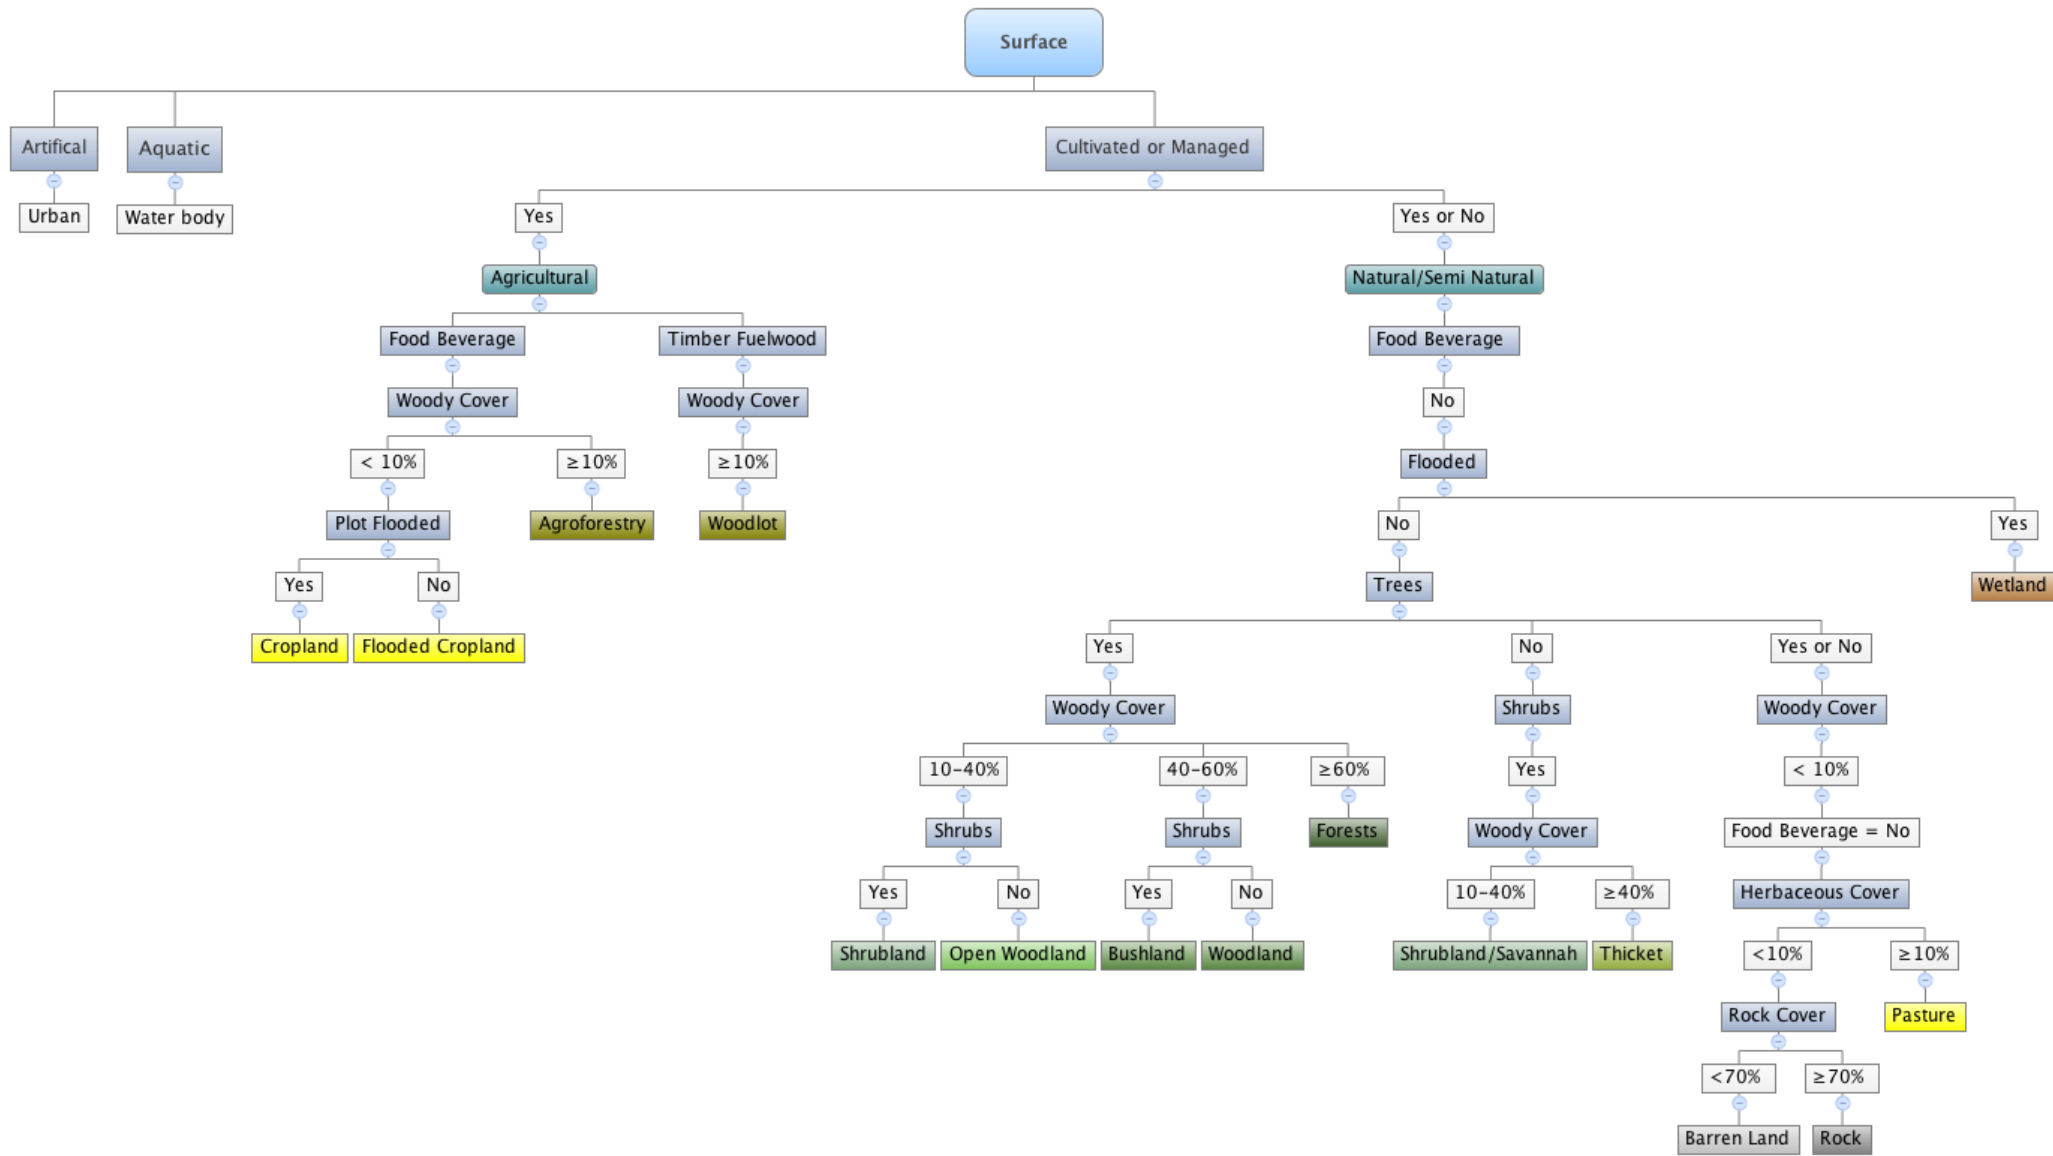 Surface
Artifical
Aquatic
Cultivated or Managed
Urban
Water body
Yes
Yes or No
Agricultural
Natural/Semi Natural
Food Beverage
Timber Fuelwood
Food Beverage
Woody Cover
Woody Cover
No
< 10%
≥10%
≥10%
Flooded
Plot Flooded
Agroforestry
Woodlot
No
Yes
Yes
No
Trees
Wetland
Cropland
Flooded Cropland
Yes
No
Yes or No
Woody Cover
Shrubs
Woody Cover
10-40%
40-60%
≥60%
Yes
< 10%
Shrubs
Shrubs
Forests
Woody Cover
Food Beverage = No
Yes
No
Yes
No
10-40%
≥40%
Herbaceous Cover
Shrubland
Open Woodland
Bushland
Woodland
Shrubland/Savannah
Thicket
<10%
≥10%
Rock Cover
Pasture
<70%
≥70%
Barren Land
Rock